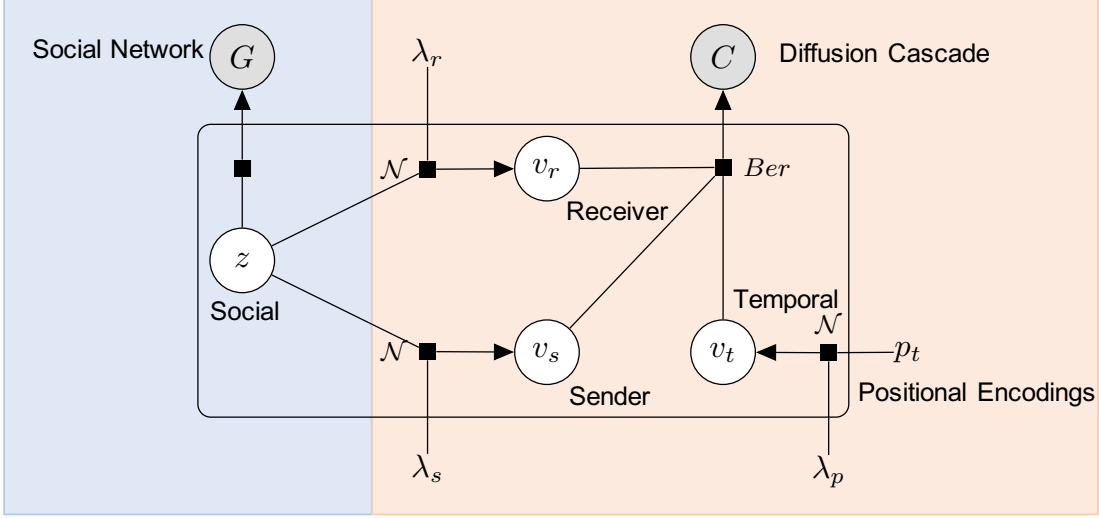 Social Network
G
λ_r
C
Diffusion Cascade
𝒩
v_r
Ber
Receiver
z
Social
Temporal
𝒩
𝒩
v_s
v_t
p_t
Sender
Positional Encodings
λ_s
λ_p